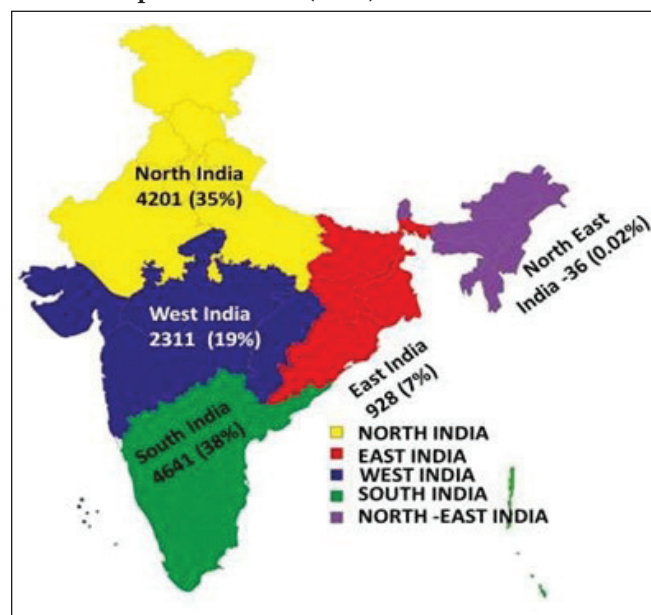 North India
4201 (35%)
West India
2311 (19%)
South India
4641 (38%)
East India
928 (7%)
North East
India -36 (0.02%)
NORTH INDIA
EAST INDIA
WEST INDIA
SOUTH INDIA
NORTH -EAST INDIA